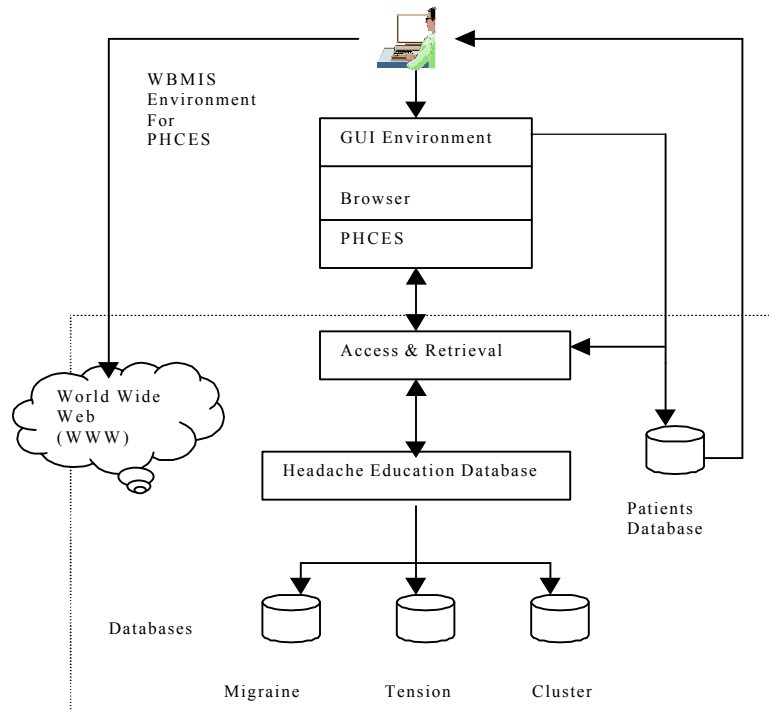 WBMIS
Environment
For
PHCES
GUI Environment
Browser
PHCES
Access & Retrieval
World Wide
Web
(WWW)
Headache Education Database
Patients
Database
Databases
Migraine
Tension
Cluster